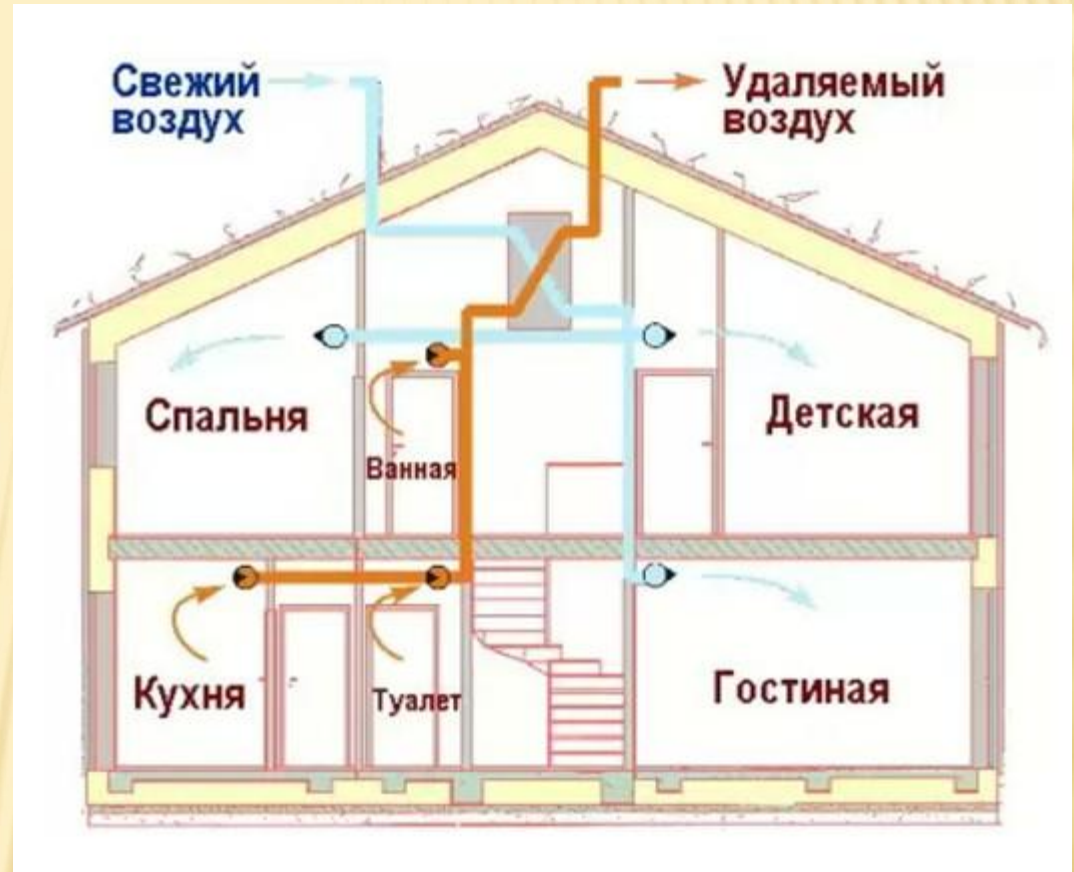 Свежий
воздух
Удаляемый
воздух
Спальня
Ванная
Детская
Кухня
Туалет
Гостиная